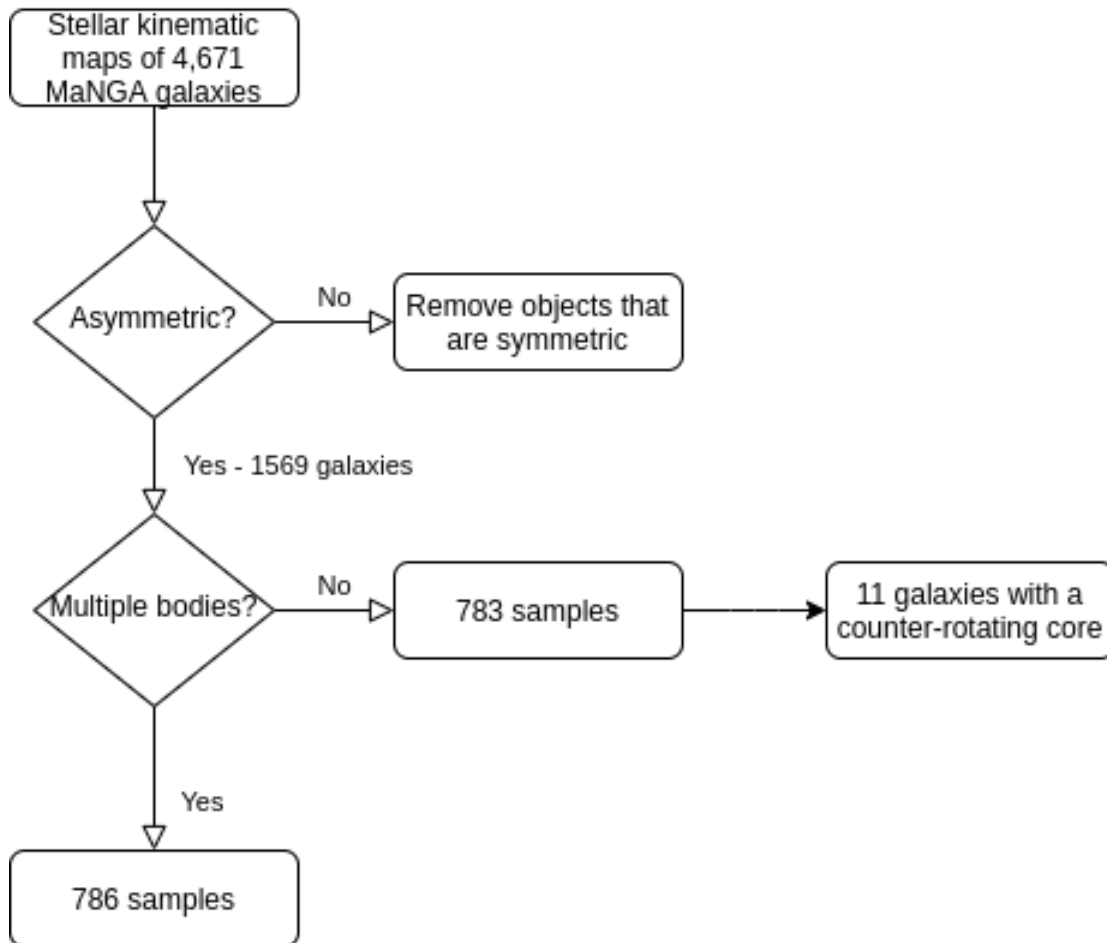 Stellar kinematic
maps of 4,671
MaNGA galaxies
Asymmetric?
No
Remove objects that
are symmetric
Yes - 1569 galaxies
Multiple bodies?
No
783 samples
11 galaxies with a
counter-rotating core
Yes
786 samples